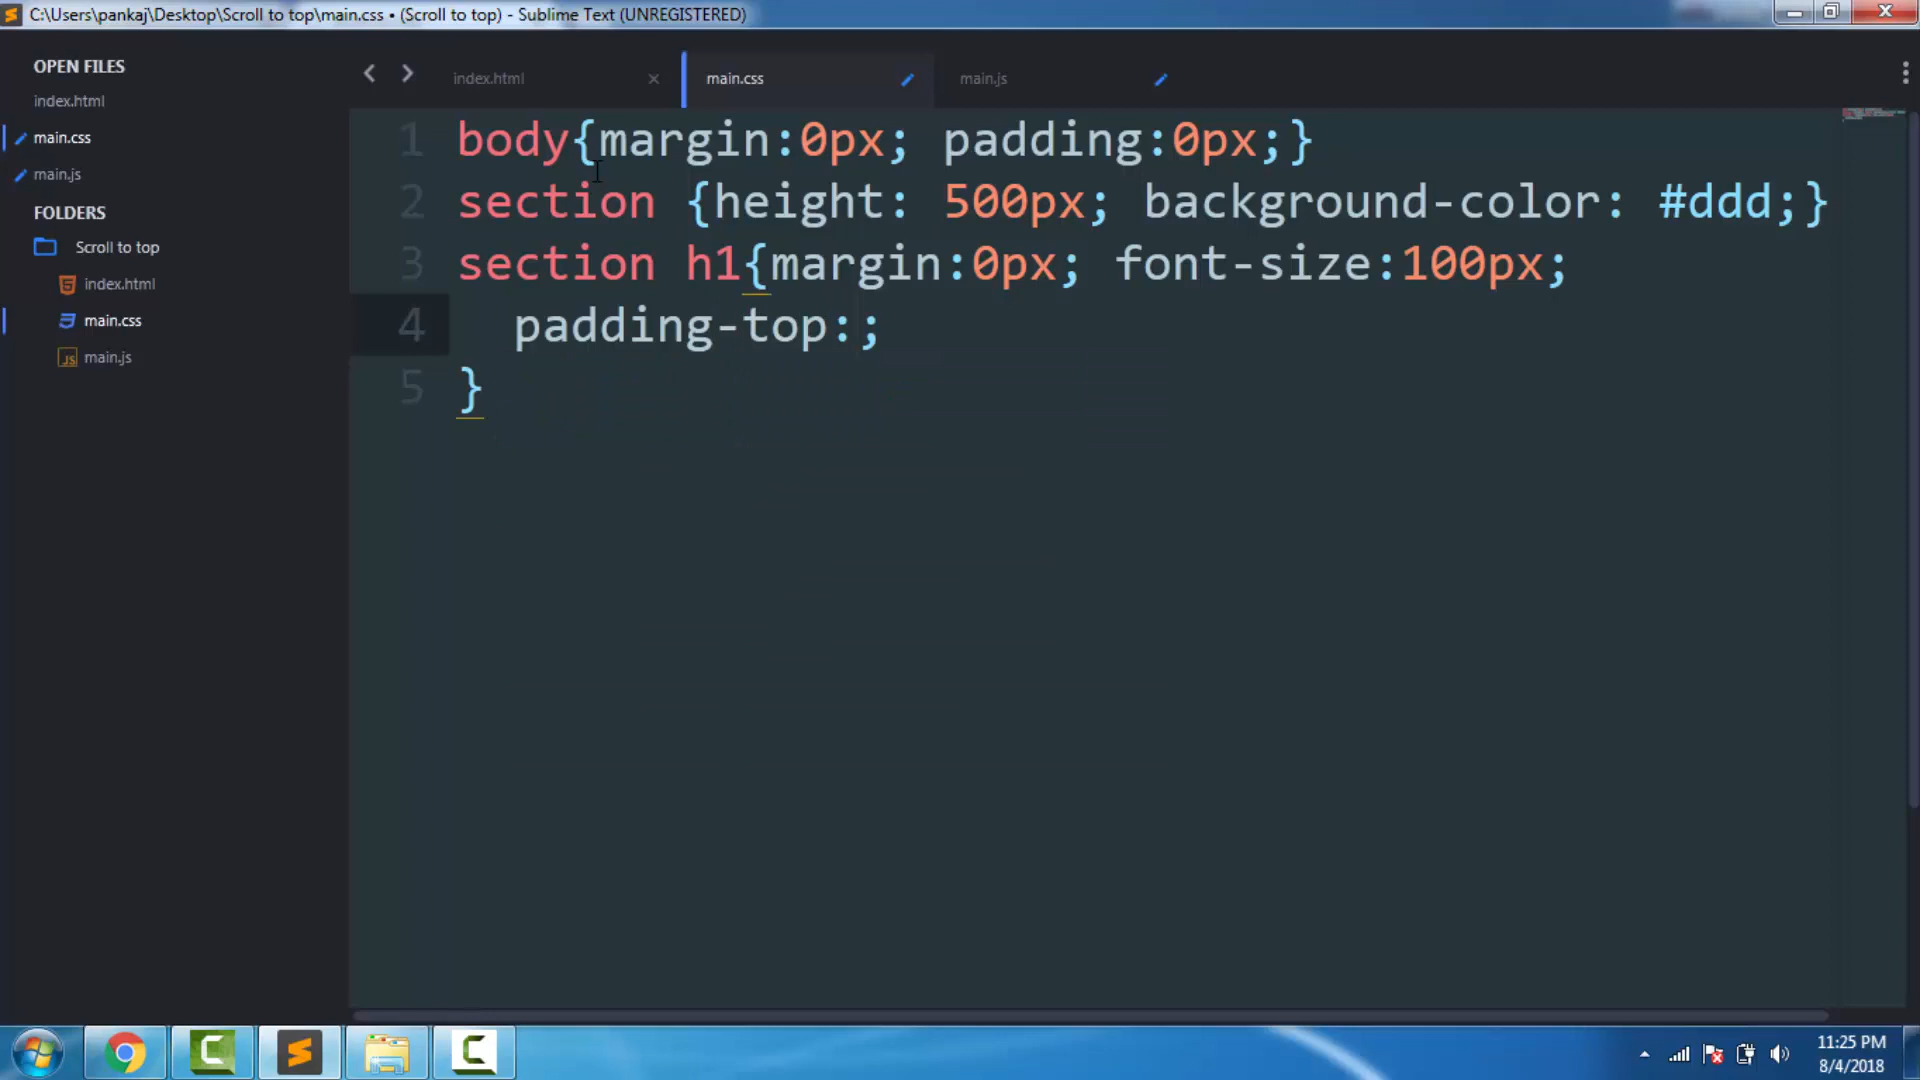 C:\Users\pankaj\Desktop\Scroll to top\main.css • (Scroll to top) - Sublime Text (UNREGISTERED)
OPEN FILES
index.html
main.css
main.js
FOLDERS
Scroll to top
index.html
main.css
JS main.js
index.html
main.css
main.js
1 body{margin:0px; padding:0px;}
2 section {height: 500px; background-color: #ddd;}
3 section h1{margin:0px; font-size:100px;
4 padding-top:;
5 }
11:25 PM
8/4/2018